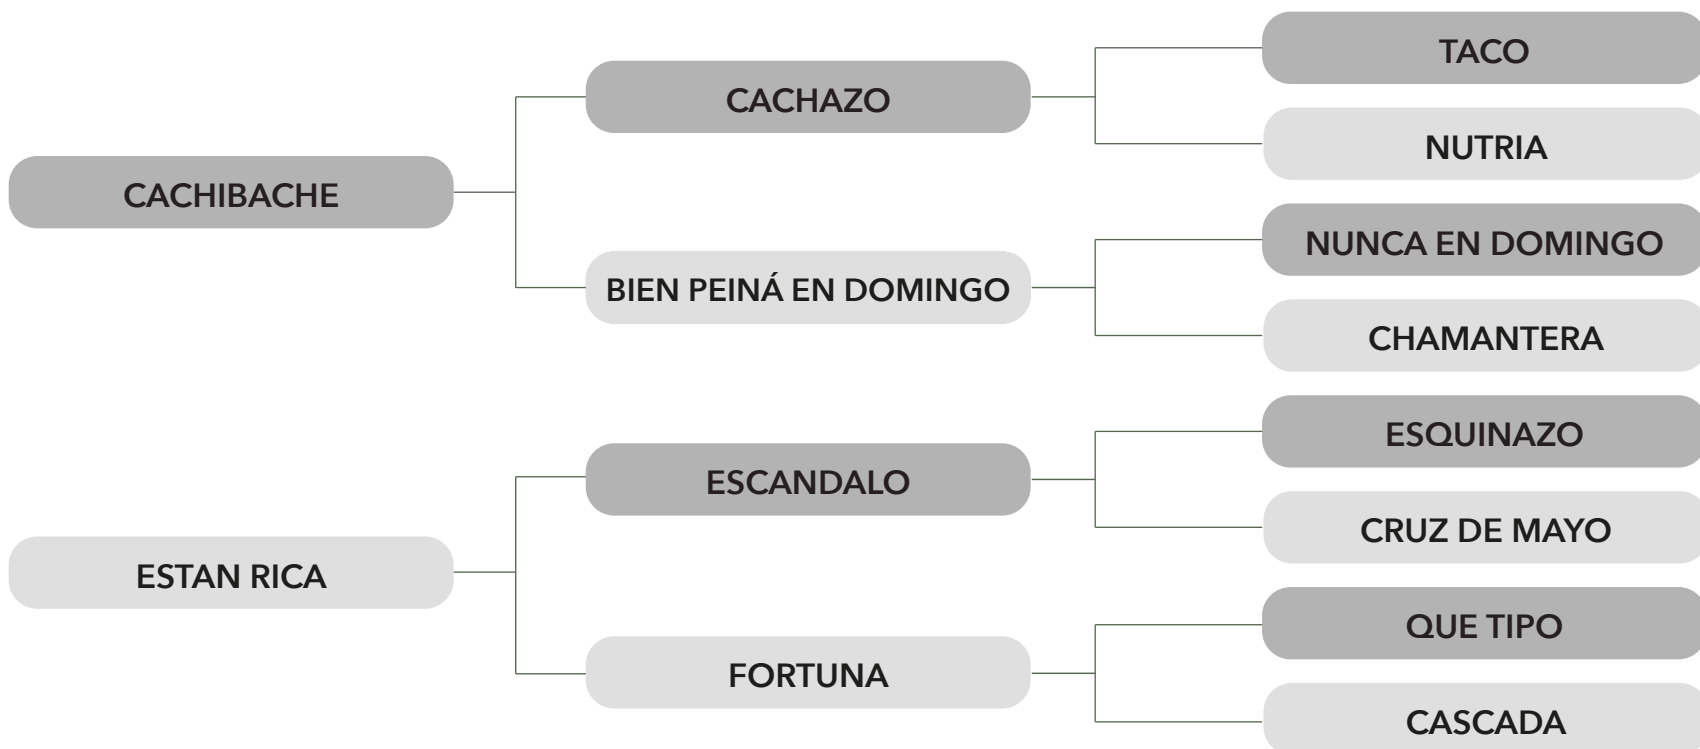 CACHIBACHE
CACHAZO
TACO
NUTRIA
BIEN PEINÁ EN DOMINGO
NUNCA EN DOMINGO
CHAMANTERA
ESTAN RICA
ESCANDALO
ESQUINAZO
CRUZ DE MAYO
FORTUNA
QUE TIPO
CASCADA